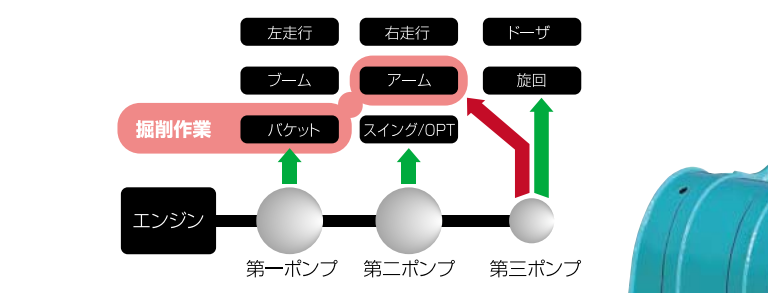 左走行
右走行
ドーザ
ブーム
アーム
旋回
掘削作業
バケット
スイング/OPT
エンジン
第一ポンプ
第二ポンプ
第三ポンプ